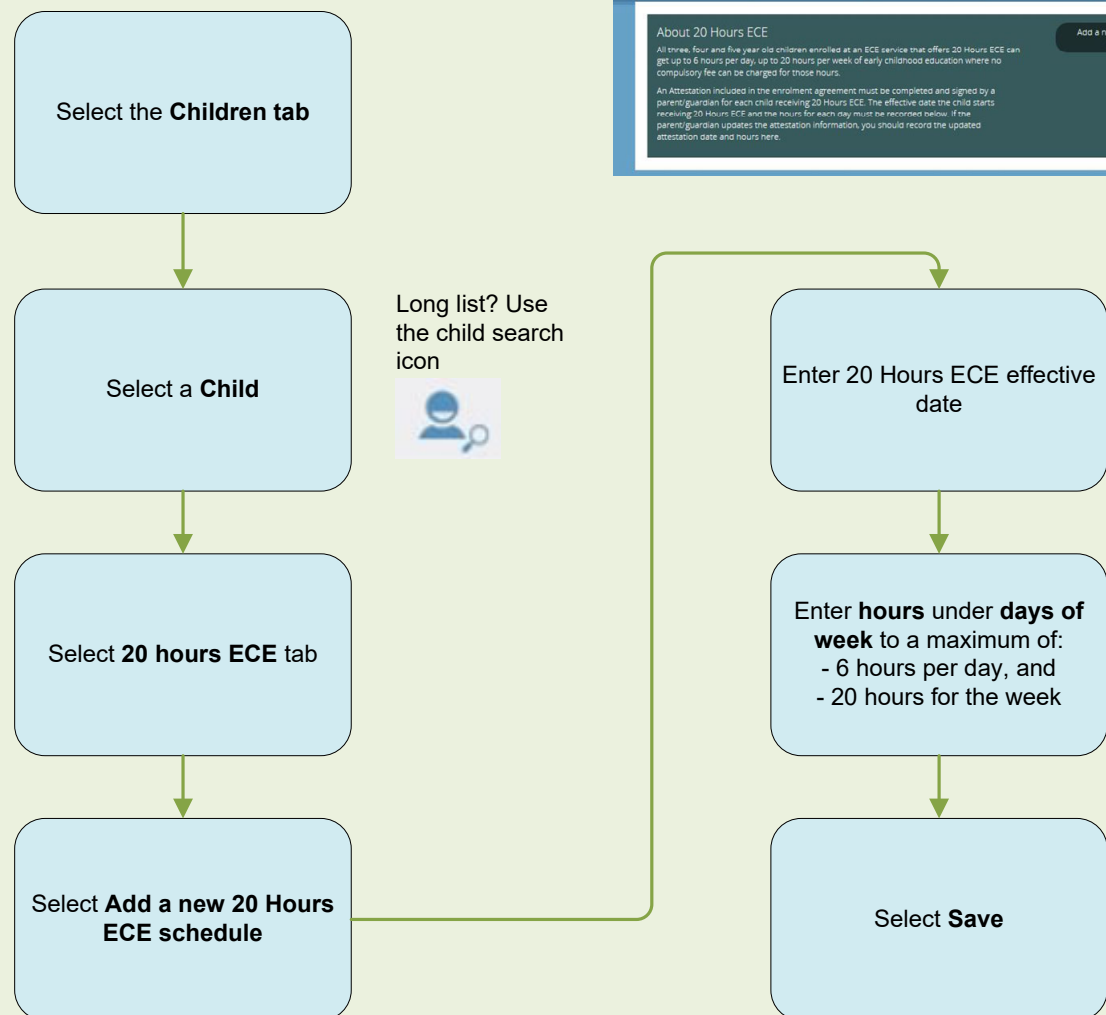 Select the Children tab
Select a Child
Long list? Use
the child search
icon
Select 20 hours ECE tab
Select Add a new 20 Hours
ECE schedule
About 20 Hours ECE
Add a n
All three, four and five year old children enrolled at an ECE service that offers 20 Hours ECE can
get up to 6 hours per day, up to 20 hours per week of early childhood education where no
compulsory fee can be charged for those hours.
An Attestation included in the enrolment agreement must be completed and signed by a
parent/guardian for each child receiving 20 Hours ECE. The effective date the child starts
receiving 20 Hours ECE and the hours for each day must be recorded below. If the
parent/guardian updates the attestation information, you should record the updated
attestation date and hours here.
Enter 20 Hours ECE effective
date
Enter hours under days of
week to a maximum of:
- 6 hours per day, and
- 20 hours for the week
Select Save